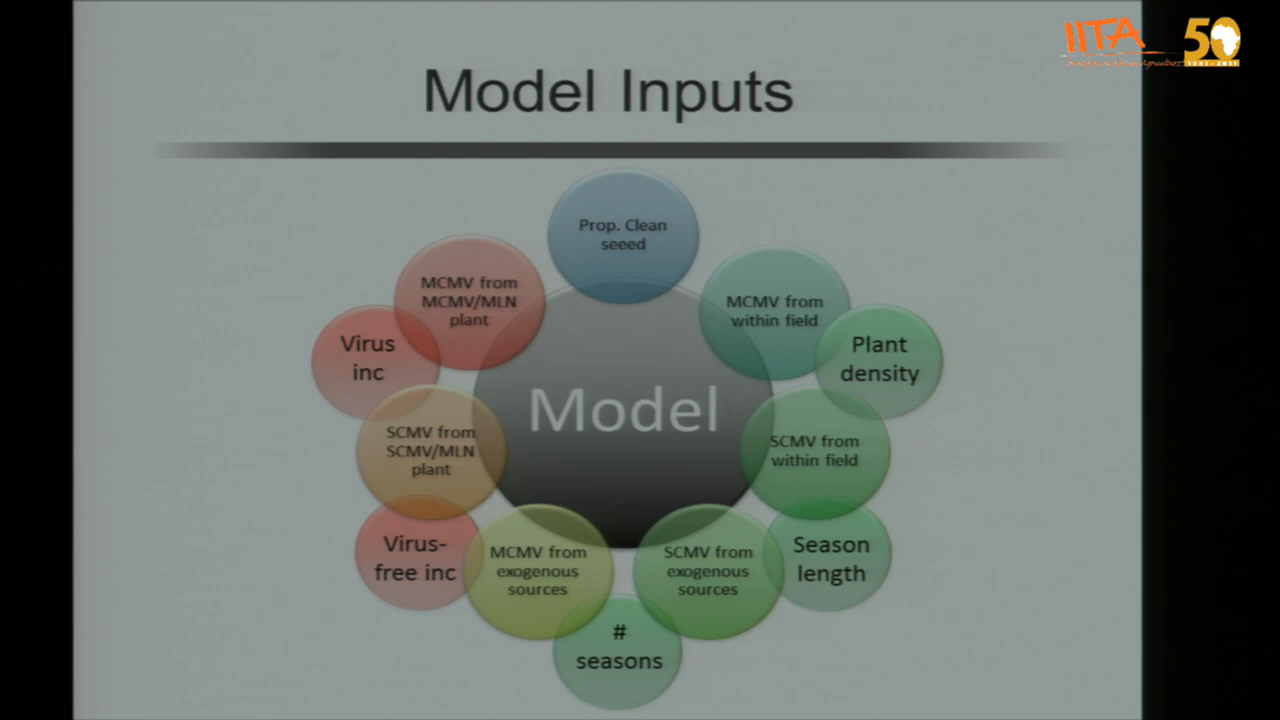 IITA
50
Model Inputs
Prop. Clean
seeed
MCMV from
MCMV/MLN
plant
MCMV from
within field
Virus
inc
Plant
density
Model
SCMV from
SCMV/MLN
plant
SCMV from
within field
Virus-
free inc
MCMV from
exogenous
sources
SCMV from
exogenous
sources
Season
length
#
seasons